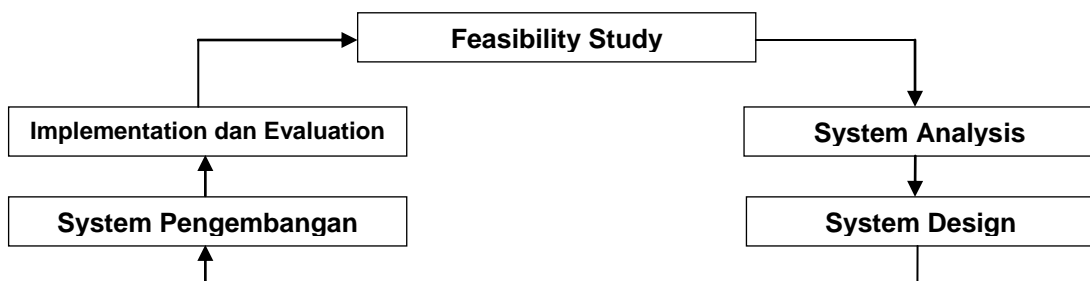 Feasibility Study
Implementation dan Evaluation
System Analysis
System Pengembangan
System Design